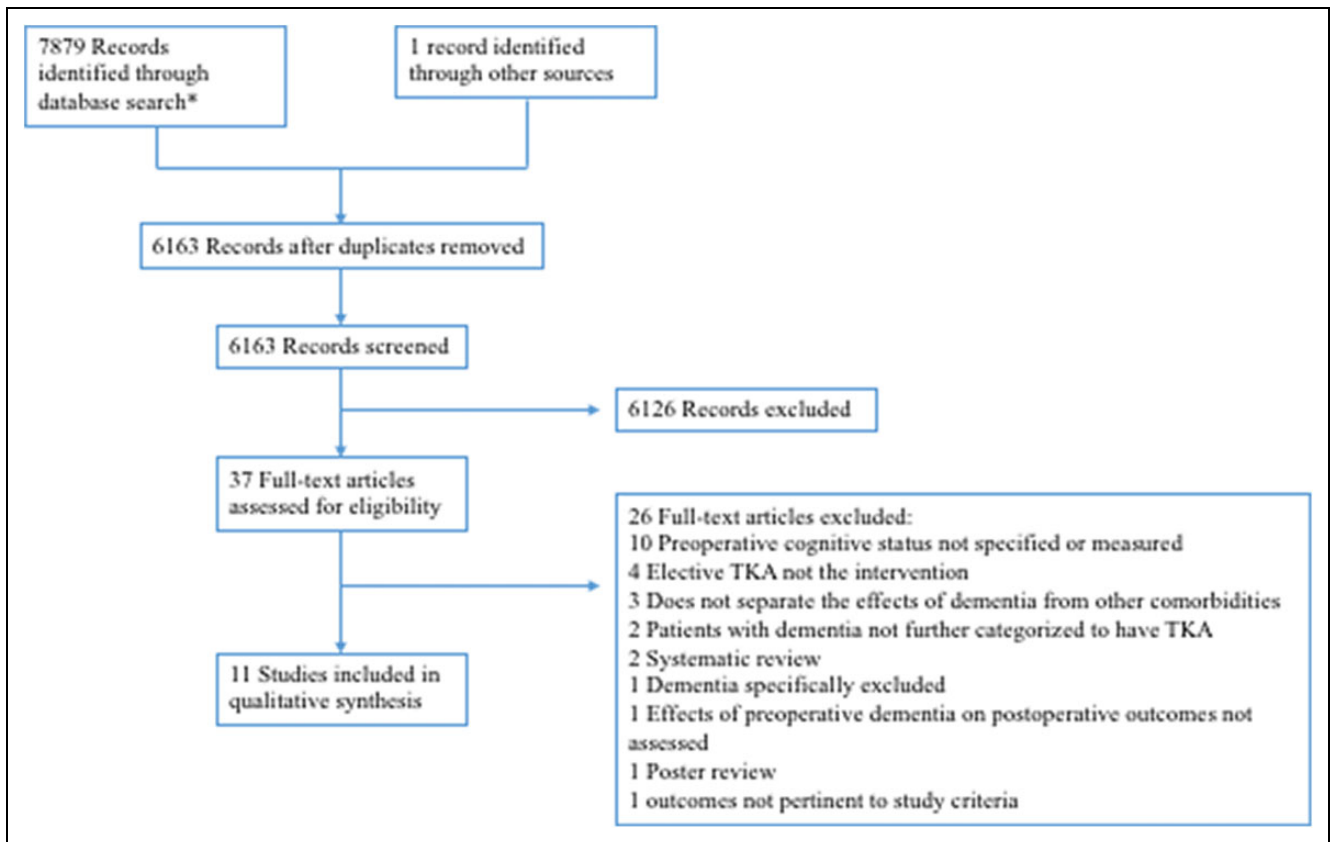 7879 Records
identified through
database search*
1 record identified
through other sources
6163 Records after duplicates removed
6163 Records screened
6126 Records excluded
37 Full-text articles
assessed for eligibility
26 Full-text articles excluded:
10 Preoperative cognitive status not specified or measured
4 Elective TKA not the intervention
3 Does not separate the effects of dementia from other comorbidities
2 Patients with dementia not further categorized to have TKA
2 Systematic review
1 Dementia specifically excluded
1 Effects of preoperative dementia on postoperative outcomes not
assessed
1 Poster review
1 outcomes not pertinent to study criteria
11 Studies included in
qualitative synthesis